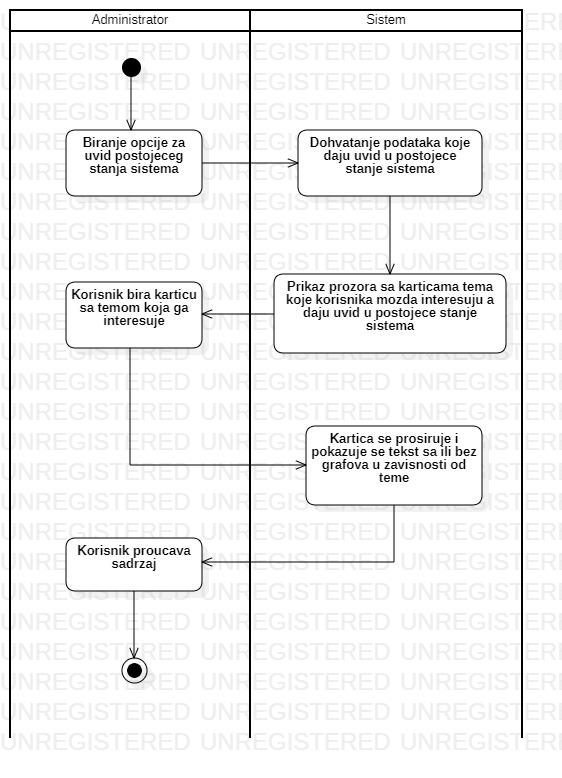 Administrator
Sistem
Biranje opcije za
uvid postojeceg
stanja sistema
Dohvatanje podataka koje
daju uvid u postojece
stanje sistema
Korisnik bira karticu
sa temom koja ga
interesuje
Prikaz prozora sa karticama tema
koje korisnika mozda interesuju a
daju uvid u postojece stanje
sistema
Kartica se prosiruje i
pokazuje se tekst sa ili bez
grafova u zavisnosti od
teme
Korisnik proucava
sadrzaj
UNREGISTERED